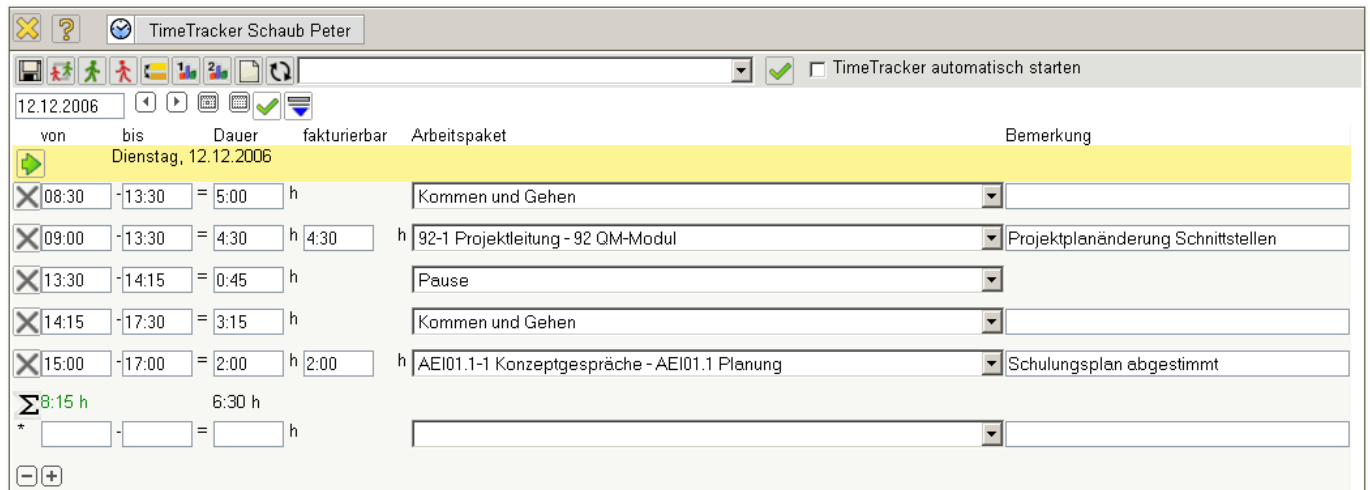 TimeTracker Schaub Peter
TimeTracker automatisch starten
12.12.2006
von bis Dauer fakturierbar Arbeitspaket Bemerkung
Dienstag, 12.12.2006
08:30 - 13:30 = 5:00 h Kommen und Gehen
09:00 - 13:30 = 4:30 h 4:30 h 92-1 Projektleitung - 92 QM-Modul Projektplanänderung Schnittstellen
13:30 - 14:15 = 0:45 h Pause
14:15 - 17:30 = 3:15 h Kommen und Gehen
15:00 - 17:00 = 2:00 h 2:00 h AEI01.1-1 Konzeptgespräche - AEI01.1 Planung Schulungsplan abgestimmt
Σ 8:15 h 6:30 h
* - = h